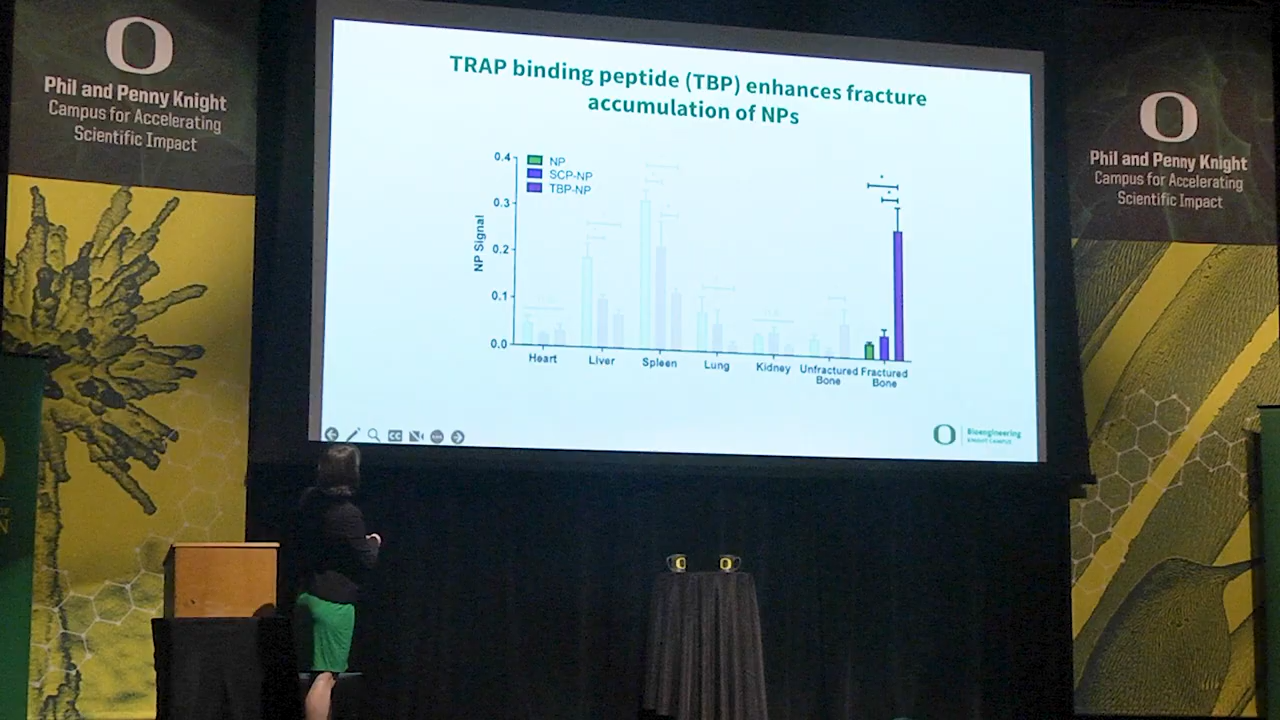 Phil and Penny Knight
Campus for Accelerating
Scientific Impact
TRAP binding peptide (TBP) enhances fracture
accumulation of NPs
NP Signal
0.4
0.3
0.2
0.1
0.0
NP
SCP-NP
TBP-NP
Heart
Liver
Spleen
Lung
Kidney
Unfractured
Bone
Fractured
Bone
O
Bioengineering
KNIGHT CAMPUS
O
Phil and Penny Knight
Campus for Accelerating
Scientific Impact